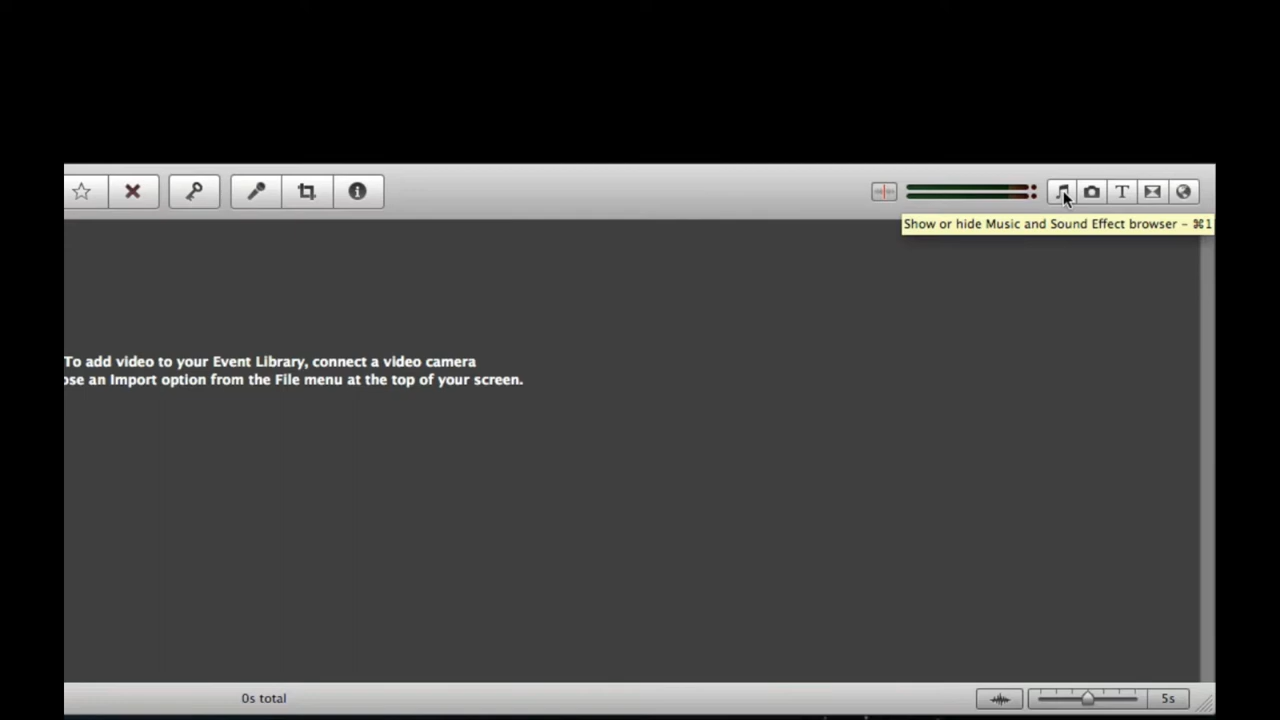 T
Show or hide Music and Sound Effect browser – ⌘1
To add video to your Event Library, connect a video camera
ose an Import option from the File menu at the top of your screen.
0s total
5s